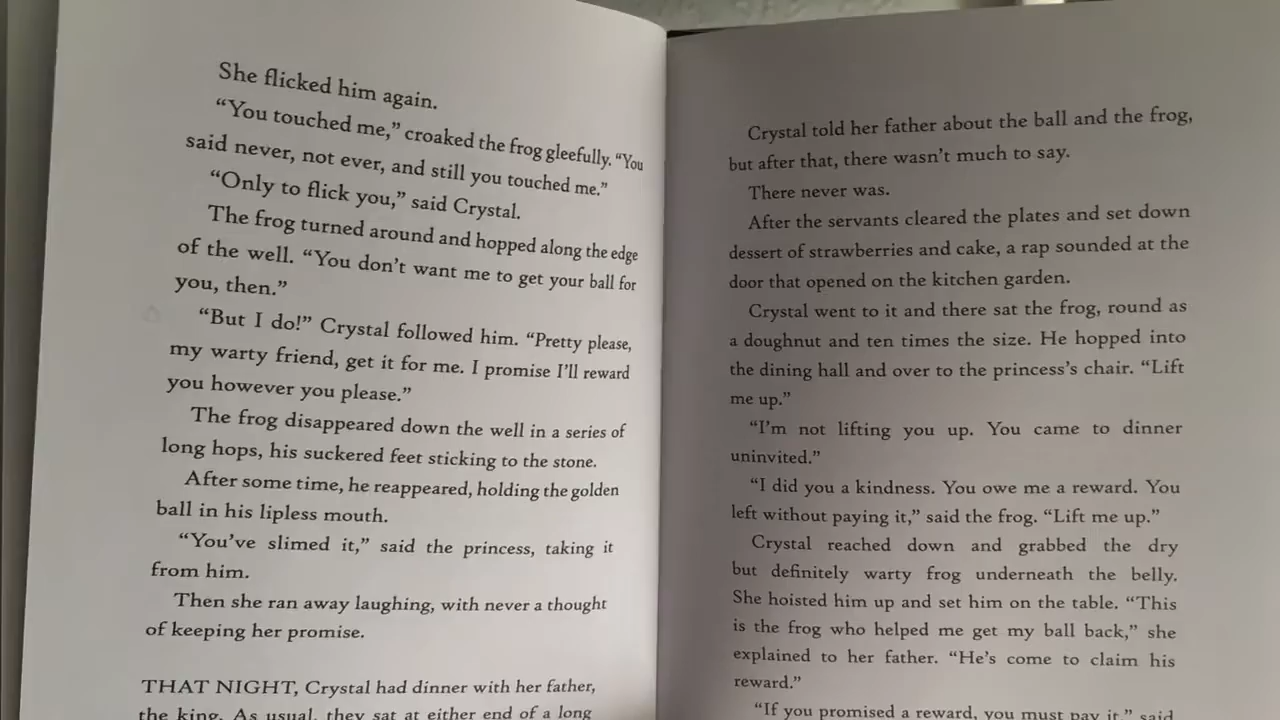 She flicked him again.
“You touched me,” croaked the frog gleefully. “You
said never, not ever, and still you touched me.”
“Only to flick you,” said Crystal.
The frog turned around and hopped along the edge
of the well. “You don’t want me to get your ball for
you, then.”
“But I do!” Crystal followed him. “Pretty please,
my warty friend, get it for me. I promise I’ll reward
you however you please.”
The frog disappeared down the well in a series of
long hops, his suckered feet sticking to the stone.
After some time, he reappeared, holding the golden
ball in his lipless mouth.
“You’ve slimed it,” said the princess, taking it
from him.
Then she ran away laughing, with never a thought
of keeping her promise.
THAT NIGHT, Crystal had dinner with her father,
the king. As usual, they sat at either end of a long
Crystal told her father about the ball and the frog,
but after that, there wasn’t much to say.
There never was.
After the servants cleared the plates and set down
dessert of strawberries and cake, a rap sounded at the
door that opened on the kitchen garden.
Crystal went to it and there sat the frog, round as
a doughnut and ten times the size. He hopped into
the dining hall and over to the princess’s chair. “Lift
me up.”
“I’m not lifting you up. You came to dinner
uninvited.”
“I did you a kindness. You owe me a reward. You
left without paying it,” said the frog. “Lift me up.”
Crystal reached down and grabbed the dry
but definitely warty frog underneath the belly.
She hoisted him up and set him on the table. “This
is the frog who helped me get my ball back,” she
explained to her father. “He’s come to claim his
reward.”
“If you promised a reward, you must pay it,” said